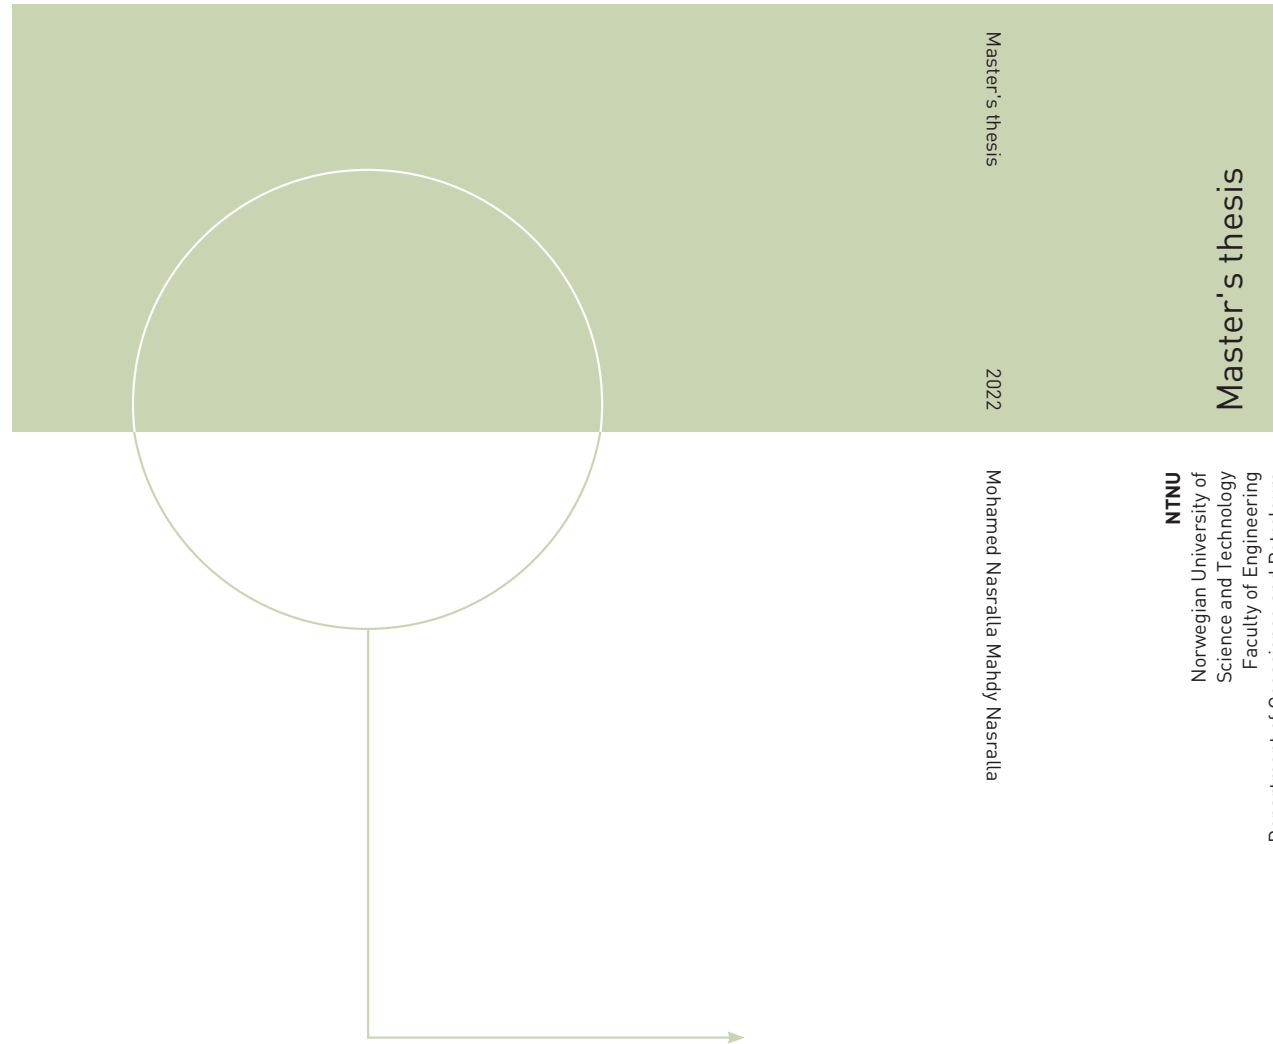 Master's thesis
2022
Mohamed Nasralla Mahdy Nasralla
Master's thesis
NTNU
Norwegian University of
Science and Technology
Faculty of Engineering